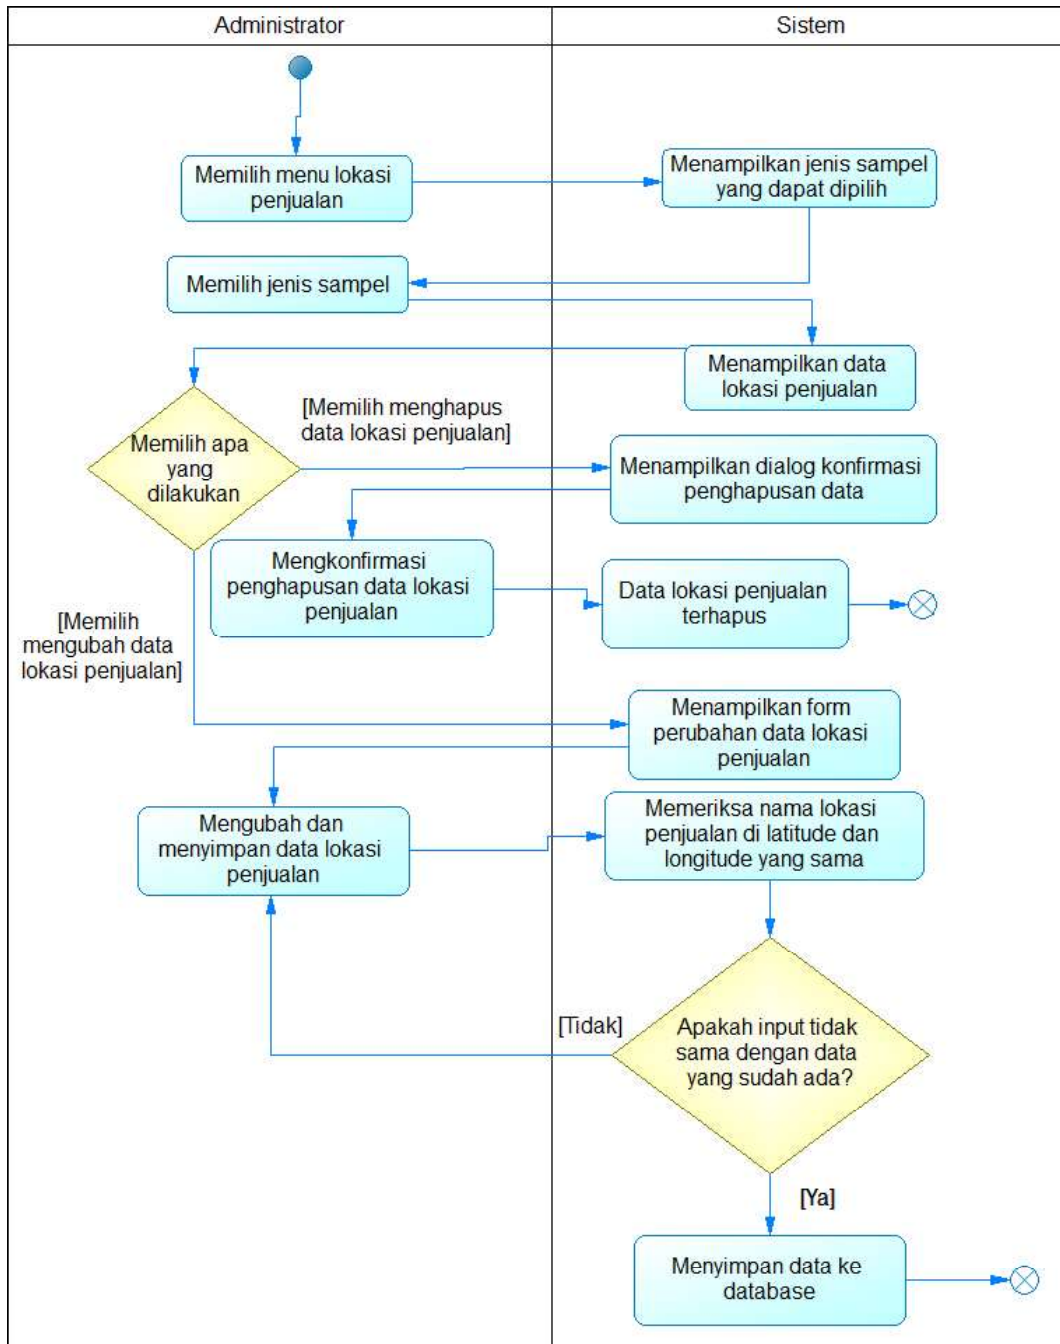 Administrator
Sistem
Memilih menu lokasi
penjualan
Menampilkan jenis sampel
yang dapat dipilih
Memilih jenis sampel
Menampilkan data
lokasi penjualan
Memilih apa
yang
dilakukan
[Memilih menghapus
data lokasi penjualan]
Menampilkan dialog konfirmasi
penghapusan data
Mengkonfirmasi
penghapusan data lokasi
penjualan
Data lokasi penjualan
terhapus
[Memilih
mengubah data
lokasi penjualan]
Menampilkan form
perubahan data lokasi
penjualan
Mengubah dan
menyimpan data lokasi
penjualan
Memeriksa nama lokasi
penjualan di latitude dan
longitude yang sama
[Tidak]
Apakah input tidak
sama dengan data
yang sudah ada?
[Ya]
Menyimpan data ke
database